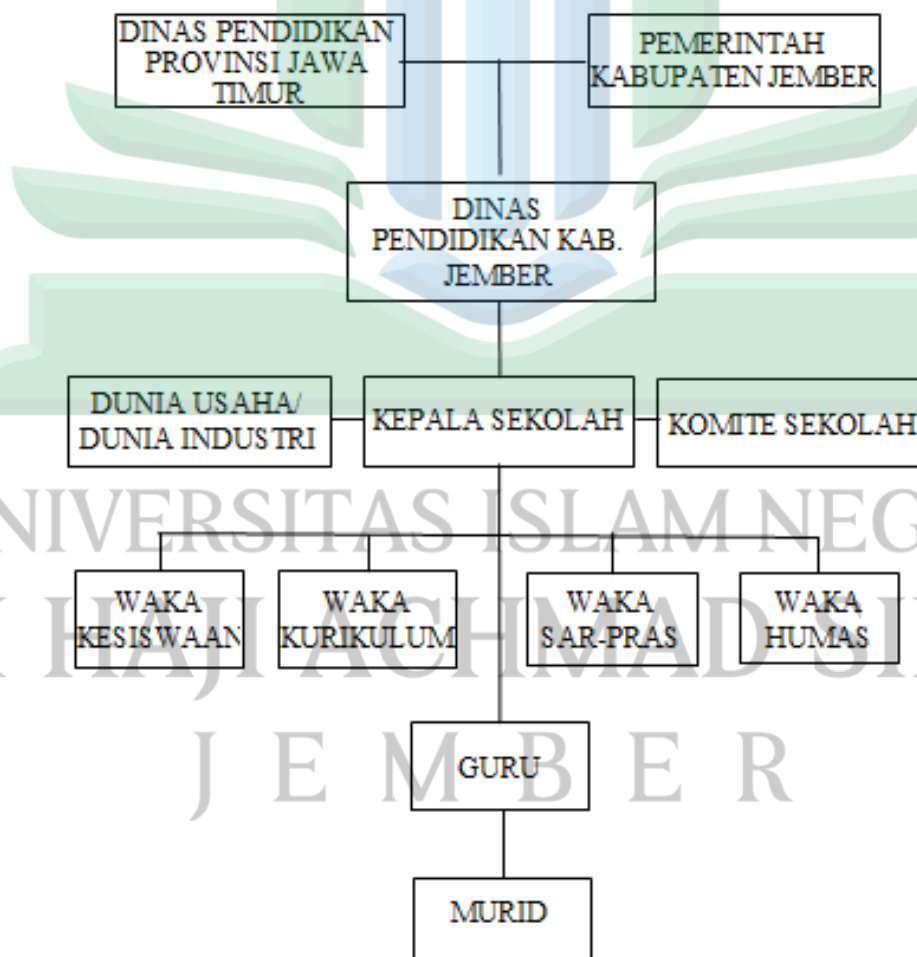 DINAS PENDIDIKAN
PROVINSI JAWA
TIMUR
PEMERINTAH
KABUPATEN JEMBER
DINAS
PENDIDIKAN KAB.
JEMBER
DUNIA USAHA/
DUNIA INDUSTRI
KEPALA SEKOLAH
KOMITE SEKOLAH
NIVERSITAS ISLAM NEG
WAKA
KESISWAAN
WAKA
KURIKULUM
WAKA
SAR-PRAS
WAKA
HUMAS
HAJI ACHMAD SI
JEMBER
GURU
MURID